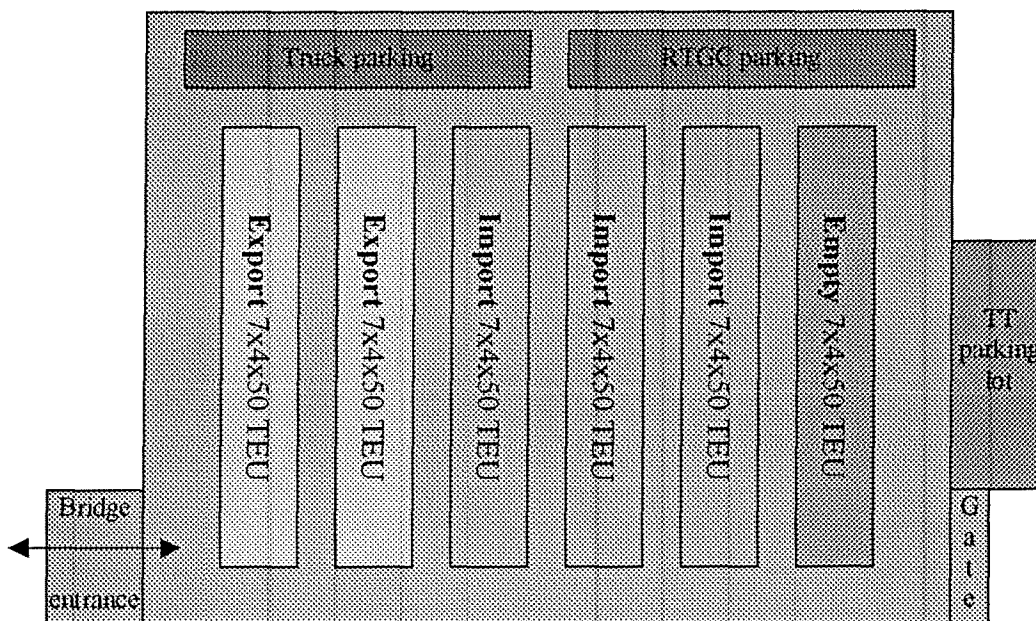 Truck parking
RTGC parking
Export 7x4x50 TEU
Export 7x4x50 TEU
Import 7x4x50 TEU
Import 7x4x50 TEU
Import 7x4x50 TEU
Empty 7x4x50 TEU
TT
parking
lot
Bridge
entrance
Gate